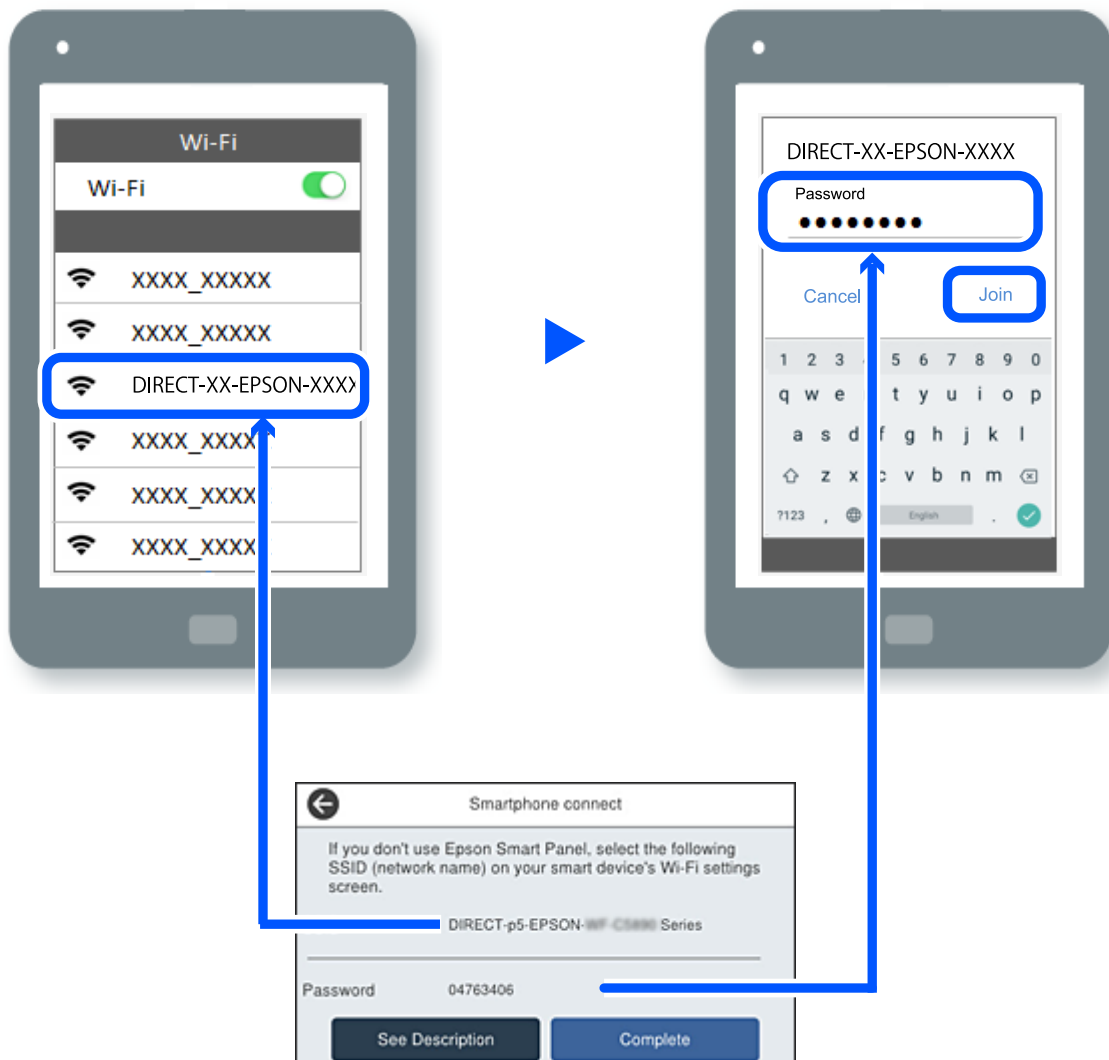 Wi-Fi
Wi-Fi
XXXX_XXXXX
XXXX_XXXXX
DIRECT-XX-EPSON-XXXX
XXXX_XXXX
XXXX_XXXX
XXXX_XXXX
DIRECT-XX-EPSON-XXXX
Password
●●●●●●●●
Cancel
Join
1 2 3 5 6 7 8 9 0
q w e t y u i o p
a s d f g h j k l
z x c v b n m
?123 , English .
Smartphone connect
If you don't use Epson Smart Panel, select the following
SSID (network name) on your smart device's Wi-Fi settings
screen.
DIRECT-p5-EPSON- Series
Password 04763406
See Description
Complete